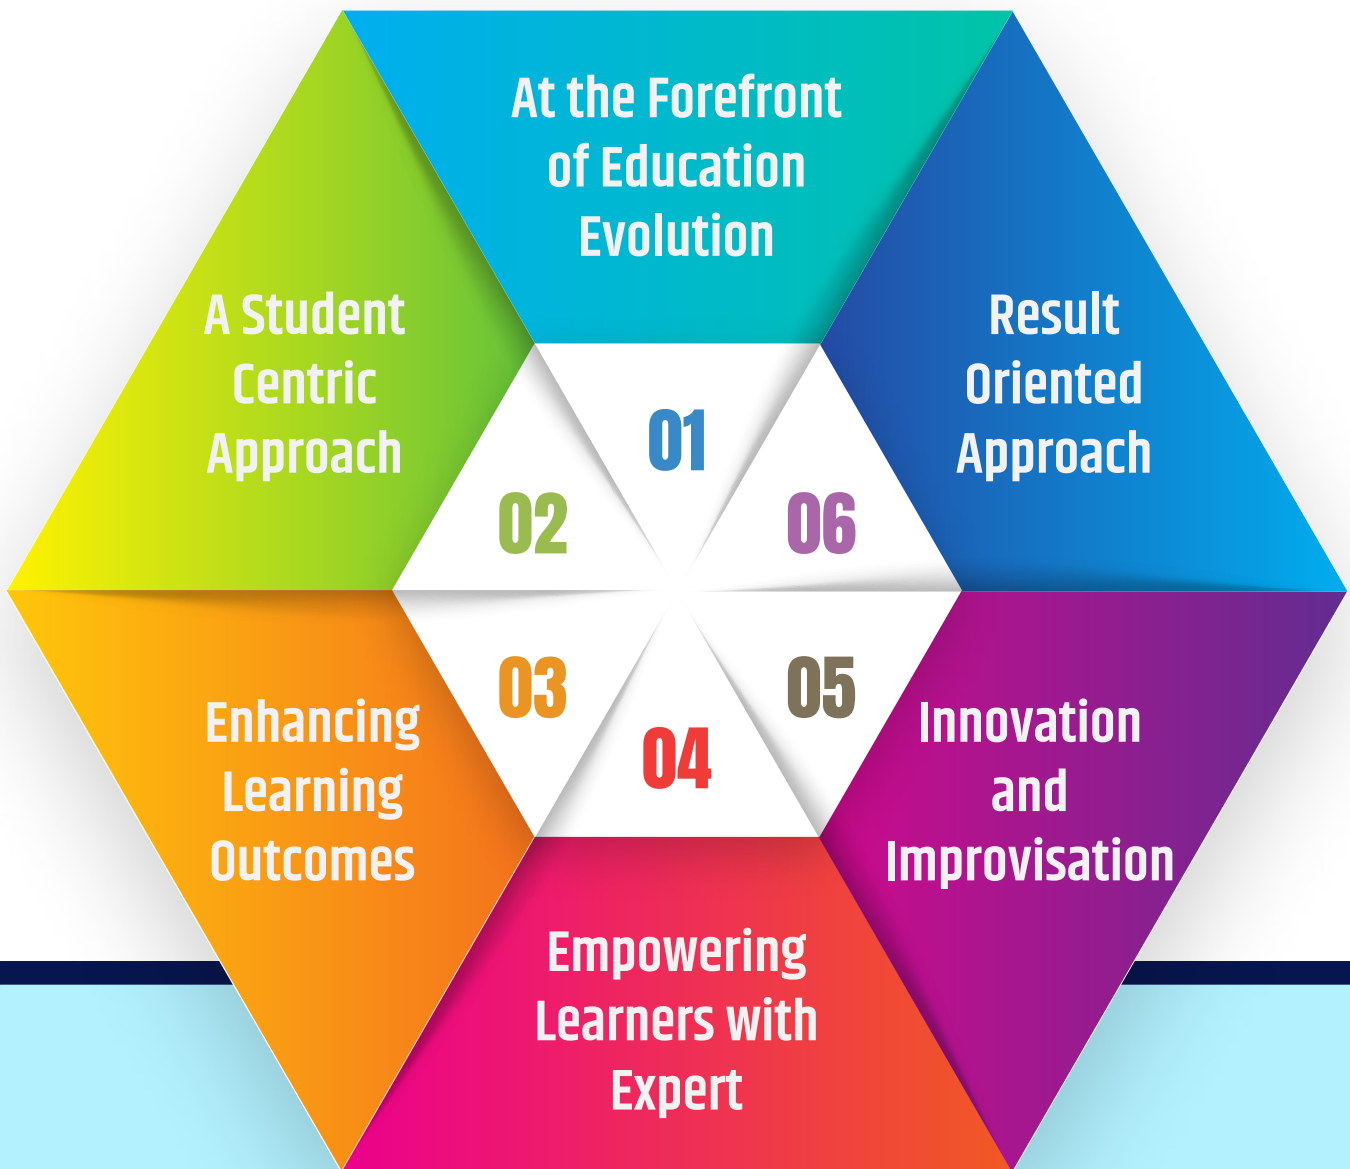 At the Forefront
of Education
Evolution
01
A Student
Centric
Approach
02
Enhancing
Learning
Outcomes
03
Empowering
Learners with
Expert
04
Innovation
and
Improvisation
05
Result
Oriented
Approach
06